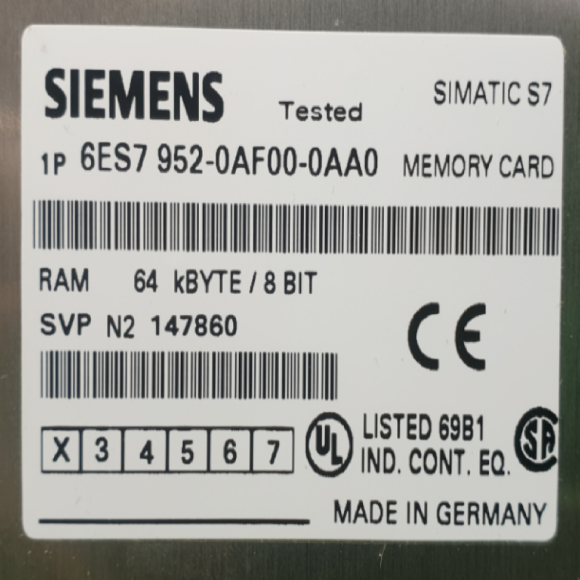 SIEMENS Tested SIMATIC S7
1P 6ES7 952-0AF00-0AA0 MEMORY CARD
RAM 64 kBYTE / 8 BIT
SVP N2 147860
CE
X 3 4 5 6 7
UL LISTED 69B1 SA
IND. CONT. EQ.
MADE IN GERMANY